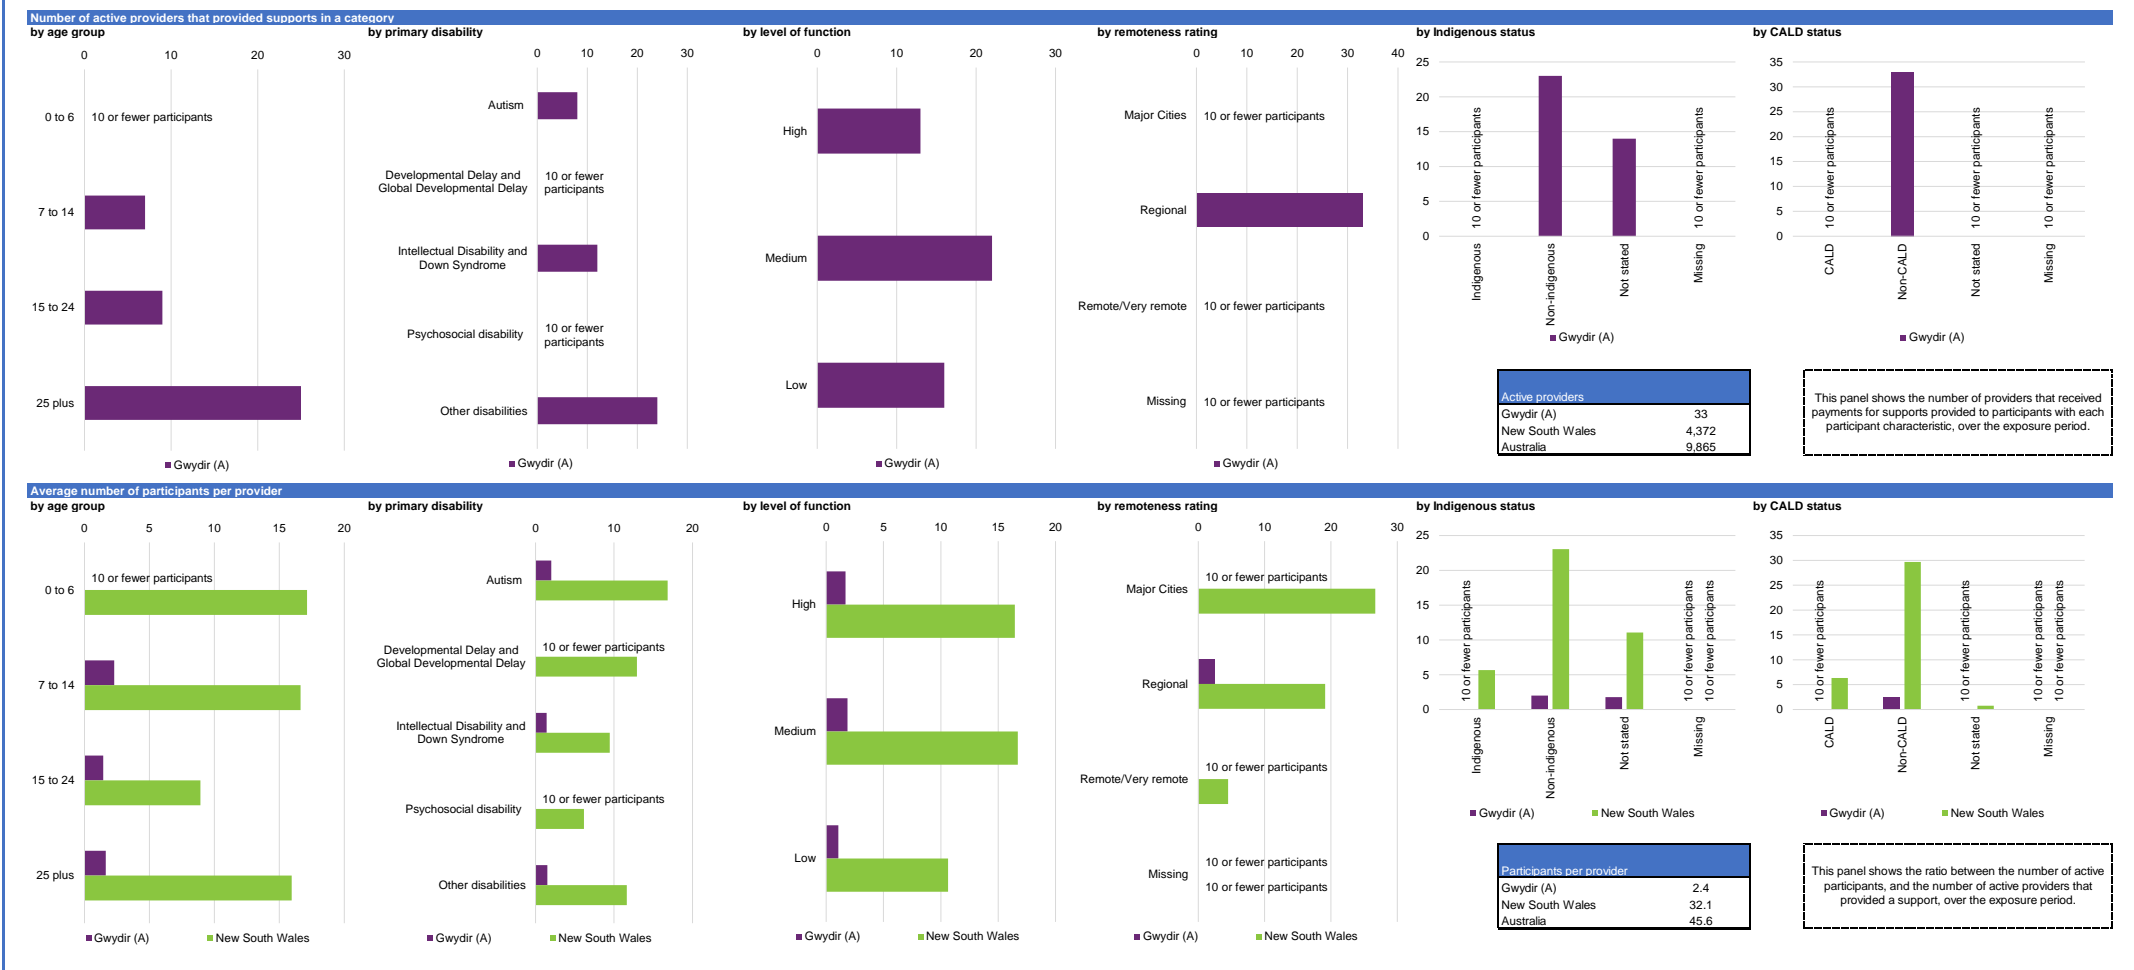 Number of active providers that provided supports in a category
by age group
0 10 20 30
0 to 6
10 or fewer participants
7 to 14
15 to 24
25 plus
Gwydir (A)
by primary disability
0 10 20 30
Autism
Developmental Delay and
Global Developmental Delay
10 or fewer
participants
Intellectual Disability and
Down Syndrome
Psychosocial disability
10 or fewer
participants
Other disabilities
Gwydir (A)
by level of function
0 10 20 30
High
Medium
Low
Gwydir (A)
by remoteness rating
0 10 20 30 40
Major Cities
10 or fewer participants
Regional
Remote/Very remote
10 or fewer participants
Missing
10 or fewer participants
Gwydir (A)
by Indigenous status
25
20
15
10
5
0
10 or fewer participants
10 or fewer participants
Indigenous
Non-indigenous
Not stated
Missing
Gwydir (A)
by CALD status
35
30
25
20
15
10
5
0
10 or fewer participants
10 or fewer participants
10 or fewer participants
CALD
Non-CALD
Not stated
Missing
Gwydir (A)
Active providers
Gwydir (A) 33
New South Wales 4,372
Australia 9,865
This panel shows the number of providers that received
payments for supports provided to participants with each
participant characteristic, over the exposure period.
Average number of participants per provider
by age group
0 5 10 15 20
0 to 6
10 or fewer participants
7 to 14
15 to 24
25 plus
Gwydir (A) New South Wales
by primary disability
0 10 20
Autism
Developmental Delay and
Global Developmental Delay
10 or fewer participants
Intellectual Disability and
Down Syndrome
Psychosocial disability
10 or fewer participants
Other disabilities
Gwydir (A) New South Wales
by level of function
0 5 10 15 20
High
Medium
Low
Gwydir (A) New South Wales
by remoteness rating
0 10 20 30
Major Cities
10 or fewer participants
Regional
Remote/Very remote
10 or fewer participants
Missing
10 or fewer participants
10 or fewer participants
Gwydir (A) New South Wales
by Indigenous status
25
20
15
10
5
0
10 or fewer participants
10 or fewer participants
10 or fewer participants
Indigenous
Non-indigenous
Not stated
Missing
Gwydir (A) New South Wales
by CALD status
35
30
25
20
15
10
5
0
10 or fewer participants
10 or fewer participants
10 or fewer participants
10 or fewer participants
CALD
Non-CALD
Not stated
Missing
Gwydir (A) New South Wales
Participants per provider
Gwydir (A) 2.4
New South Wales 32.1
Australia 45.6
This panel shows the ratio between the number of active
participants, and the number of active providers that
provided a support, over the exposure period.